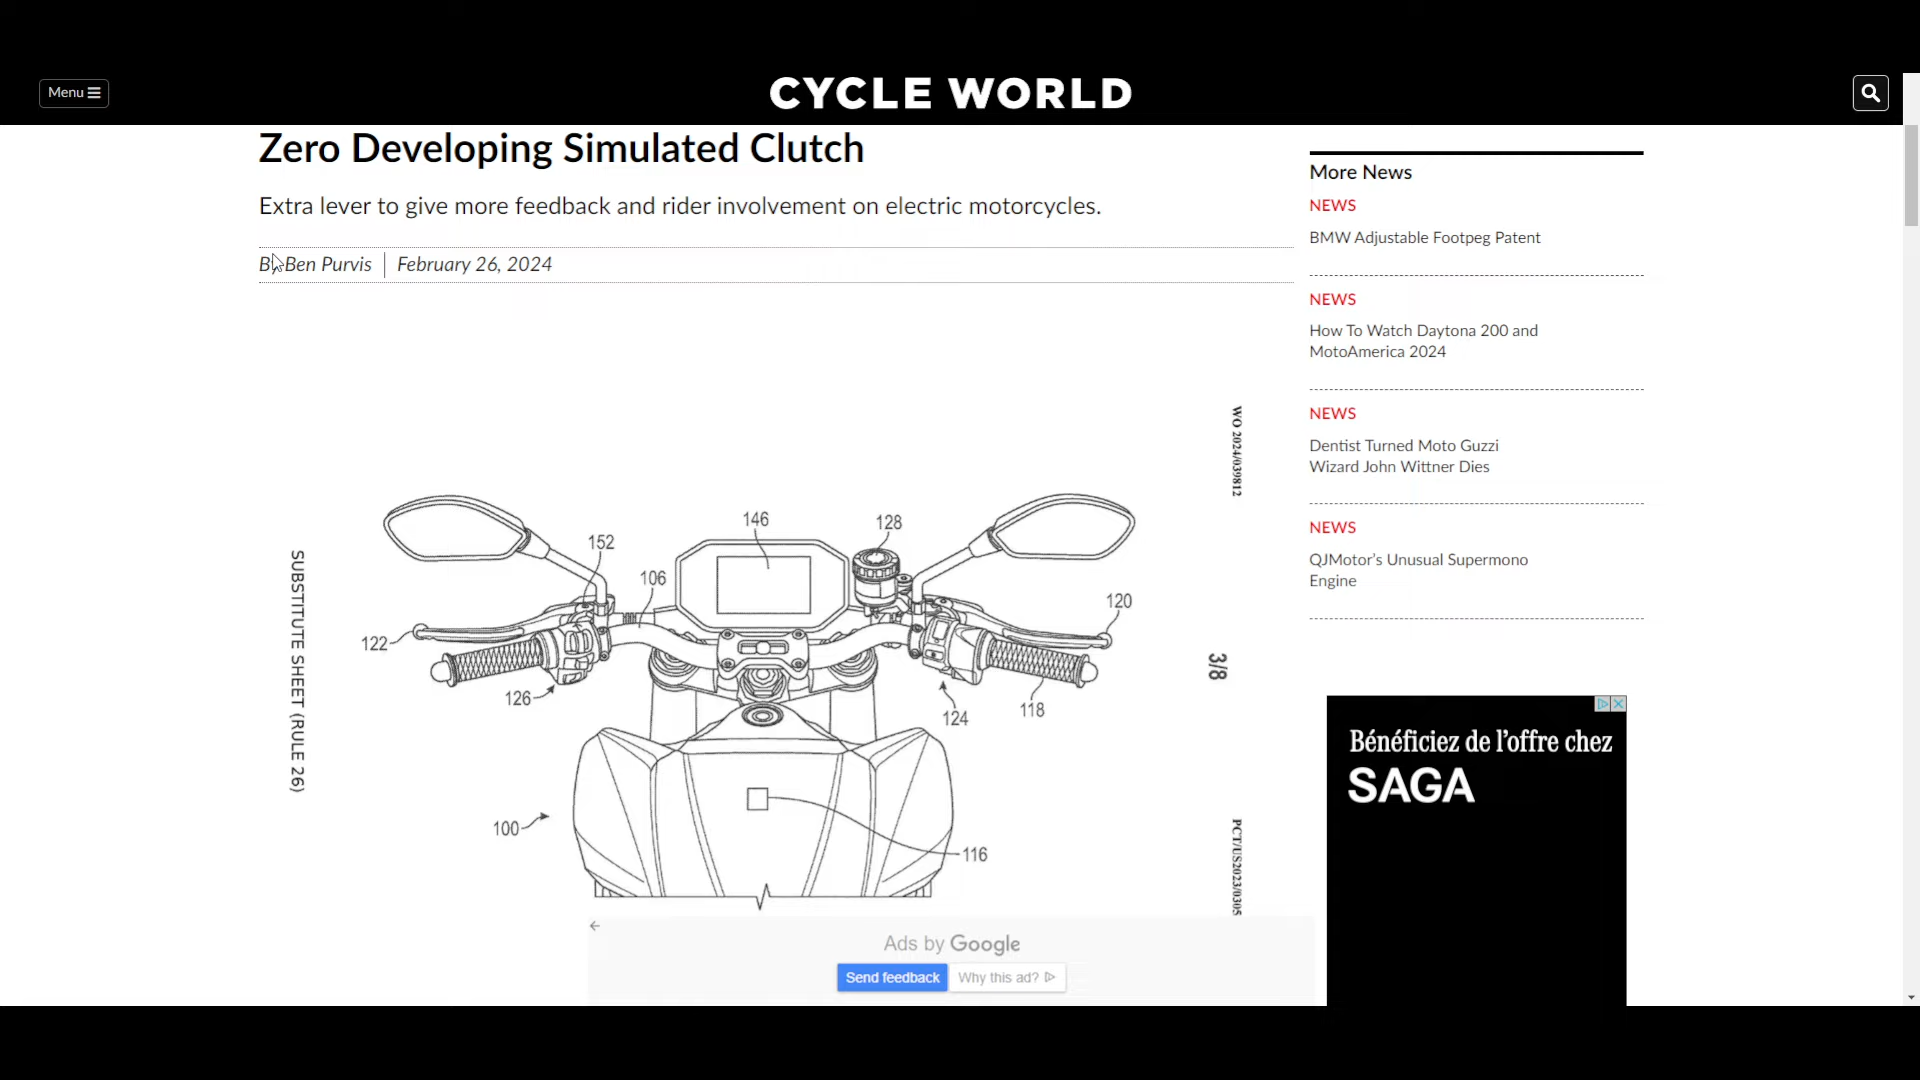 Menu
CYCLE WORLD
Zero Developing Simulated Clutch
Extra lever to give more feedback and rider involvement on electric motorcycles.
By Ben Purvis
February 26, 2024
SUBSTITUTE SHEET (RULE 26)
WO 2024/039812
3/8
PCT/US2023/0305
146
128
152
106
120
122
126
124
118
100
116
Ads by Google
Send feedback
Why this ad?
More News
NEWS
BMW Adjustable Footpeg Patent
NEWS
How To Watch Daytona 200 and
MotoAmerica 2024
NEWS
Dentist Turned Moto Guzzi
Wizard John Wittner Dies
NEWS
QJMotor's Unusual Supermono
Engine
Bénéficiez de l'offre chez
SAGA